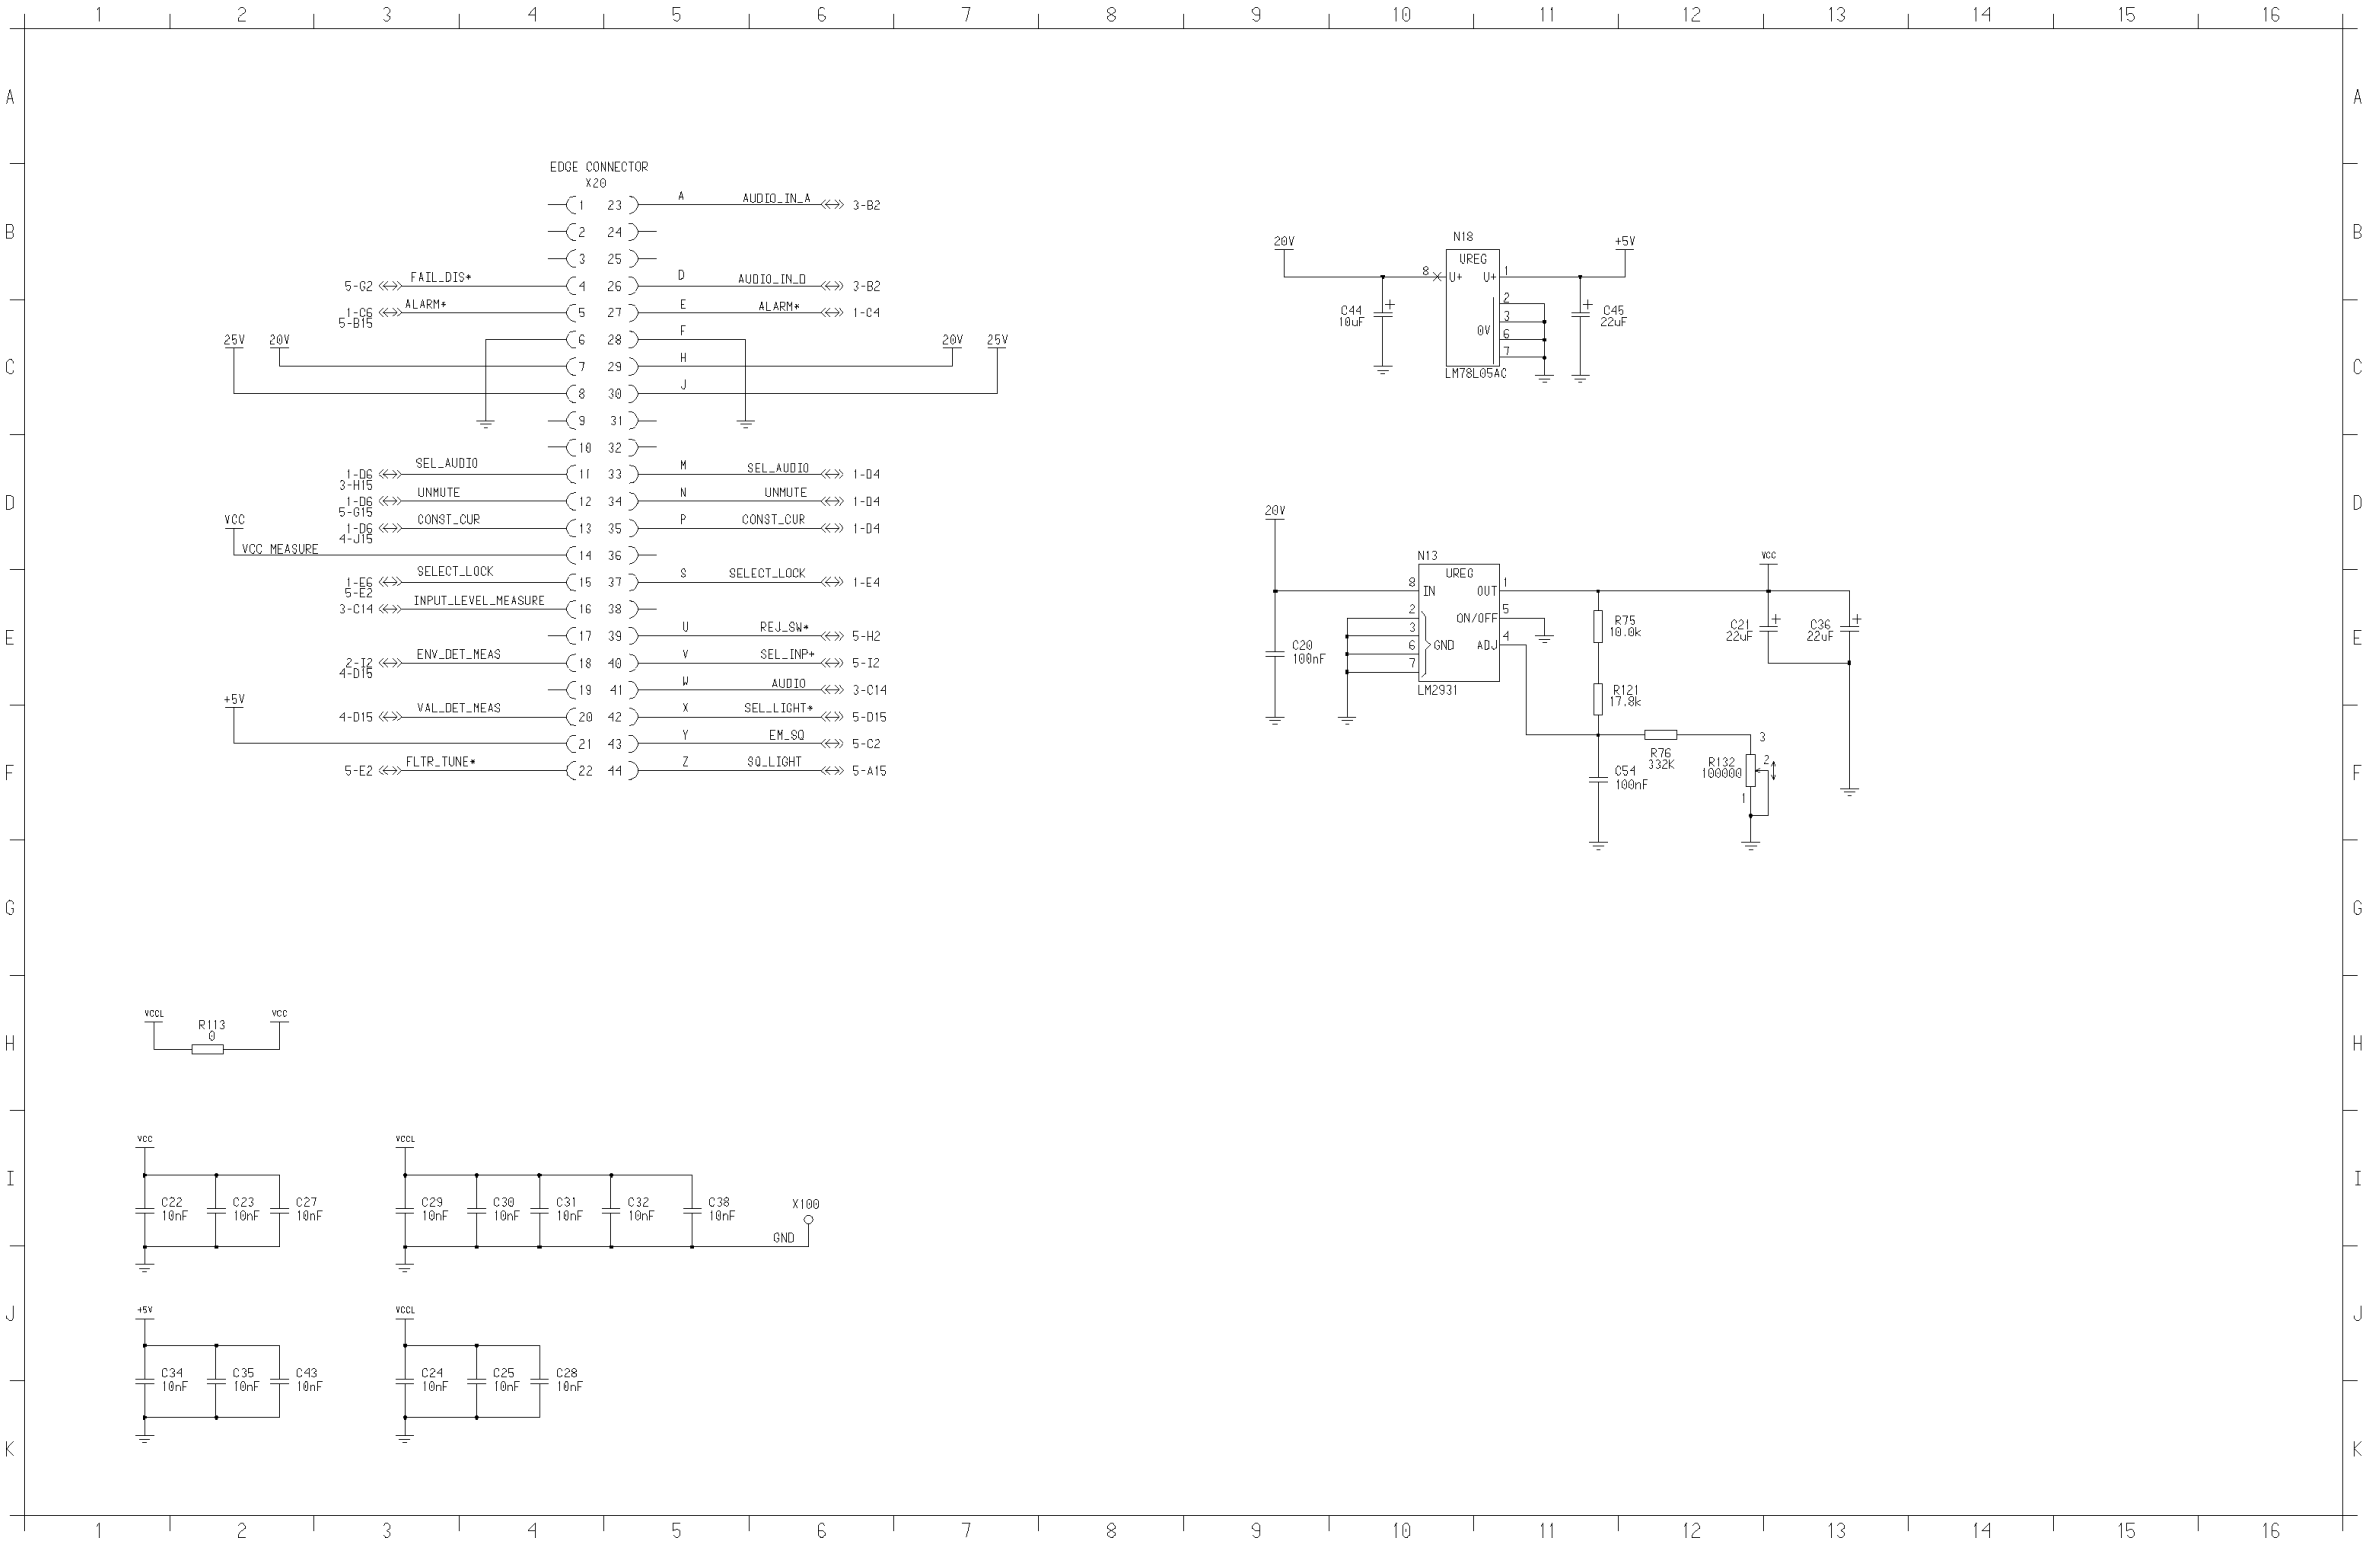 1 2 3 4 5 6 7 8 9 10 11 12 13 14 15 16
A A
EDGE CONNECTOR
X20
1 23 A AUDIO_IN_A 3-B2
B 2 24 B
3 25
5-G2 FAIL_DIS* 4 26 D AUDIO_IN_D 3-B2
1-C6 ALARM* 5 27 E ALARM* 1-C4
5-B15
6 28 F
25V 20V 20V 25V
C 7 29 H C
8 30 J
9 31
10 32
1-D6 SEL_AUDIO 11 33 M SEL_AUDIO 1-D4
3-H15
D 1-D6 UNMUTE 12 34 N UNMUTE 1-D4 D
5-G15
VCC 1-D6 CONST_CUR 13 35 P CONST_CUR 1-D4
4-J15
VCC MEASURE 14 36
1-E6 SELECT_LOCK 15 37 S SELECT_LOCK 1-E4
5-E2
3-C14 INPUT_LEVEL_MEASURE 16 38
E 17 39 U REJ_SW* 5-H2 E
2-I2 ENV_DET_MEAS 18 40 V SEL_INP* 5-I2
4-D15
19 41 W AUDIO 3-C14
+5V
4-D15 VAL_DET_MEAS 20 42 X SEL_LIGHT* 5-D15
21 43 Y EM_SQ 5-C2
F 5-E2 FLTR_TUNE* 22 44 Z SQ_LIGHT 5-A15 F
20V N18 +5V
VREG
8 U+ U+ 1
2
C44 3 C45
10uF 0V 22uF
6
7
LM78L05AC
20V
N13 VCC
UREG
8 IN OUT 1
2 ON/OFF 5
3 R75 C21 C36
10.0k 22uF 22uF
C20 6 GND ADJ 4
100nF 7
LM2931 R121
17.8k
3
R76 R132 2
332K 100000
C54 1
100nF
G G
VCCL R113 VCC
0
H H
VCC VCCL
I I
C22 C23 C27 C29 C30 C31 C32 C38 X100
10nF 10nF 10nF 10nF 10nF 10nF 10nF 10nF
GND
+5V VCCL
J J
C34 C35 C43 C24 C25 C28
10nF 10nF 10nF 10nF 10nF 10nF
K K
1 2 3 4 5 6 7 8 9 10 11 12 13 14 15 16